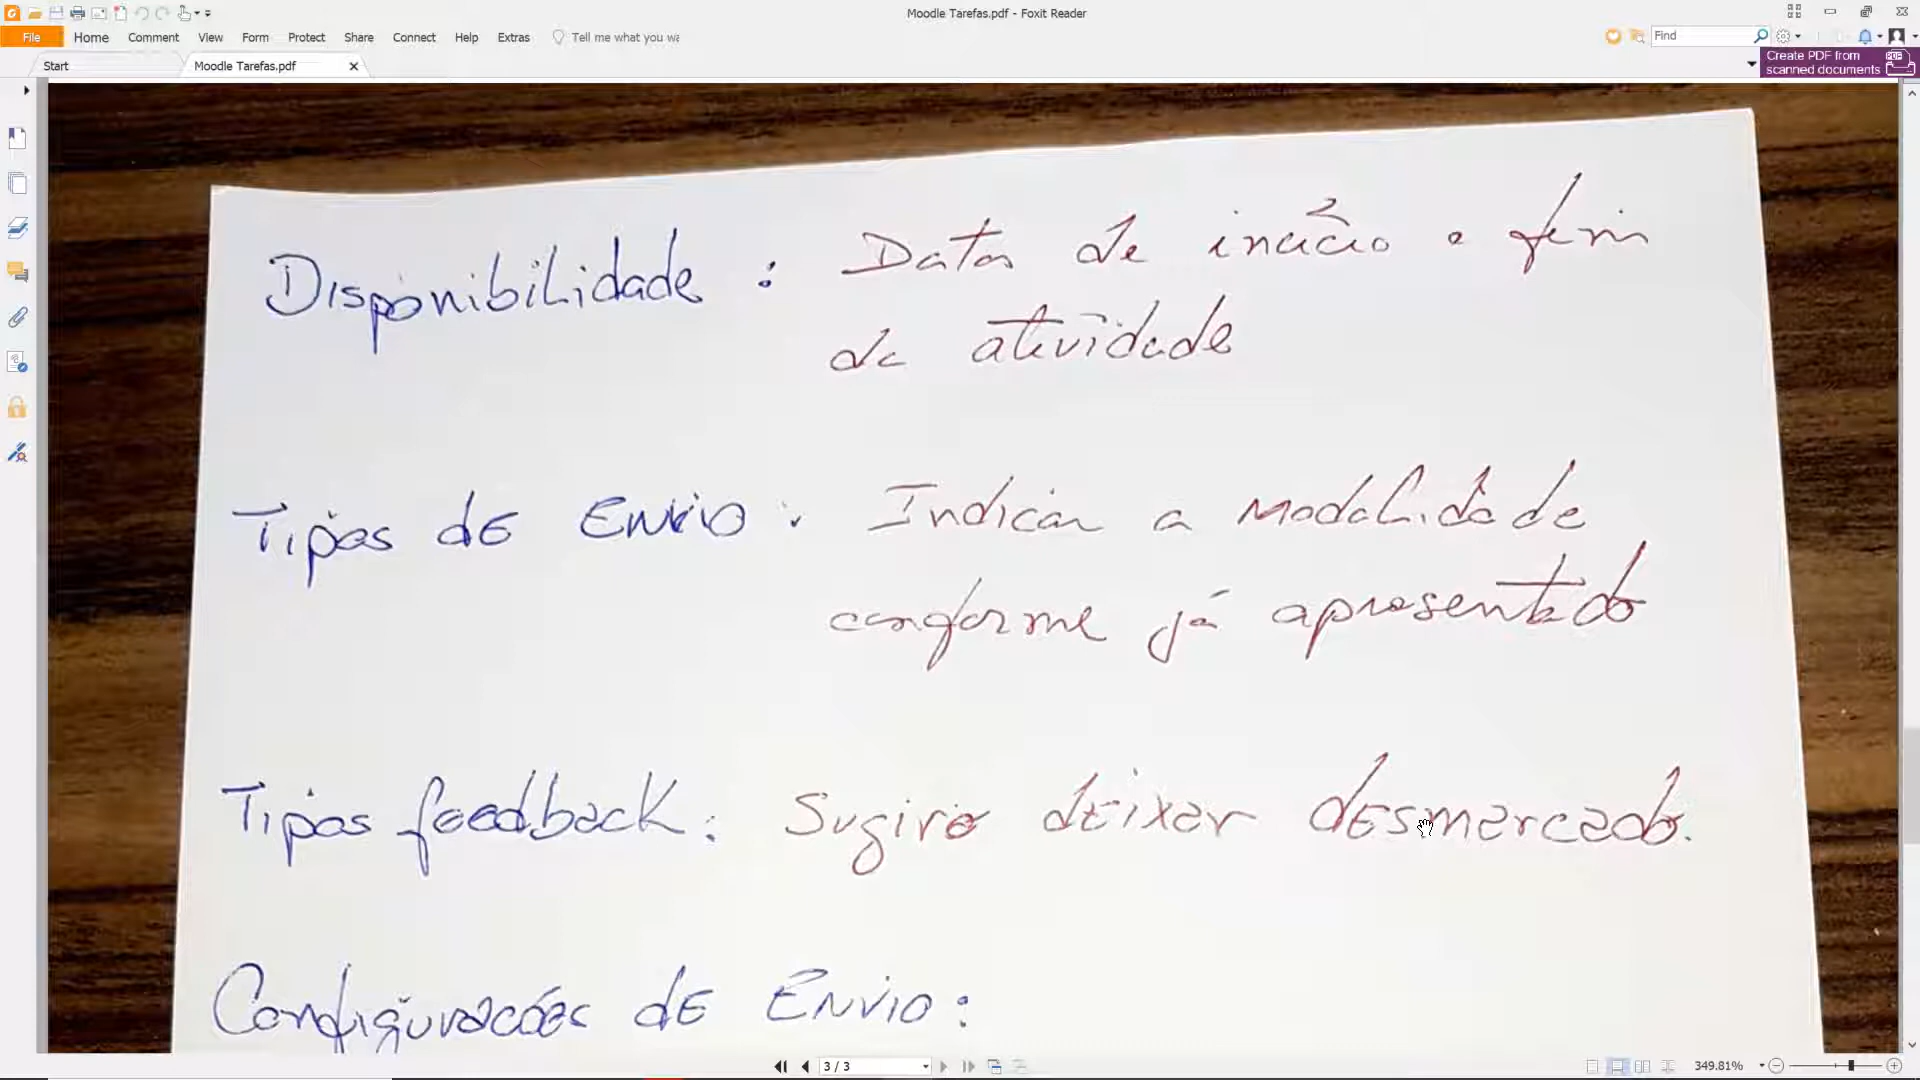 Moodle Tarefas.pdf - Foxit Reader
File Home Comment View Form Protect Share Connect Help Extras Tell me what you wa
Find
Start Moodle Tarefas.pdf
Create PDF from
scanned documents
Disponibilidade : Datas de início e fim
da atividade
Tipos de Envio : Indicar a modalidade
conforme já apresentado
Tipos feedback : Sugiro deixar desmarcado.
Configurações de Envio :
3 / 3
349.81%